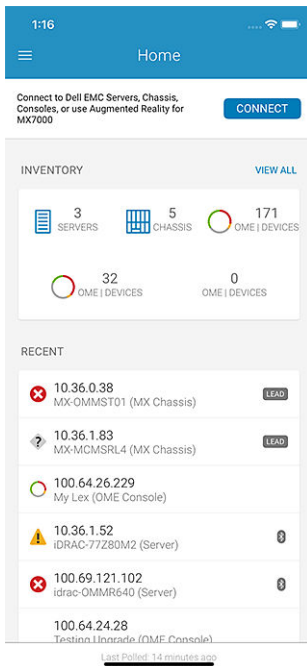 1:16
Home
Connect to Dell EMC Servers, Chassis,
Consoles, or use Augmented Reality for
MX7000
CONNECT
INVENTORY
VIEW ALL
3
SERVERS
5
CHASSIS
171
OME | DEVICES
32
OME | DEVICES
0
OME | DEVICES
RECENT
10.36.0.38
MX-OMMST01 (MX Chassis)
LEAD
10.36.1.83
MX-MCMSRL4 (MX Chassis)
LEAD
100.64.26.229
My Lex (OME Console)
10.36.1.52
iDRAC-77Z80M2 (Server)
100.69.121.102
idrac-OMMR640 (Server)
100.64.24.28
Testing Upgrade (OME Console)
Last Polled: 14 minutes ago